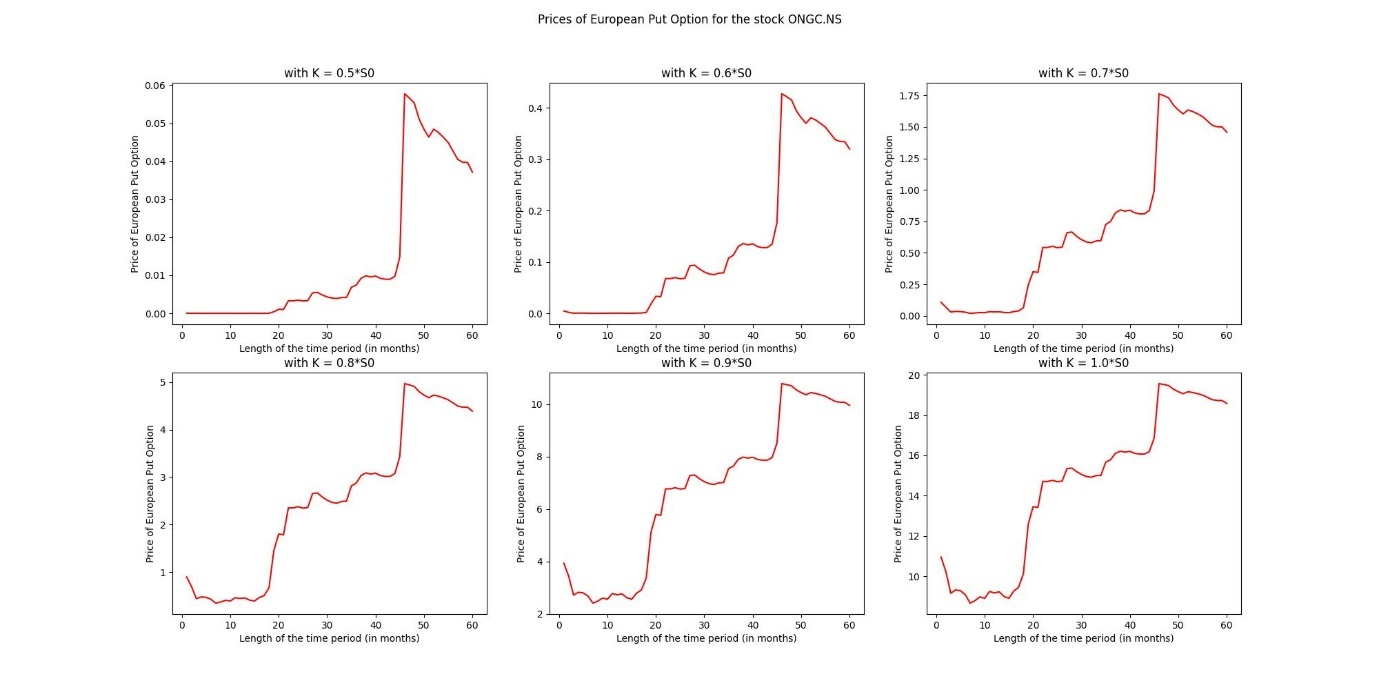 Prices of European Put Option for the stock ONGC.NS
with K = 0.5*S0
Price of European Put Option
0.06
0.05
0.04
0.03
0.02
0.01
0.00
0 10 20 30 40 50 60
Length of the time period (in months)
with K = 0.6*S0
Price of European Put Option
0.4
0.3
0.2
0.1
0.0
0 10 20 30 40 50 60
Length of the time period (in months)
with K = 0.7*S0
Price of European Put Option
1.75
1.50
1.25
1.00
0.75
0.50
0.25
0.00
0 10 20 30 40 50 60
Length of the time period (in months)
with K = 0.8*S0
Price of European Put Option
5
4
3
2
1
0 10 20 30 40 50 60
Length of the time period (in months)
with K = 0.9*S0
Price of European Put Option
10
8
6
4
2
0 10 20 30 40 50 60
Length of the time period (in months)
with K = 1.0*S0
Price of European Put Option
20
18
16
14
12
10
0 10 20 30 40 50 60
Length of the time period (in months)